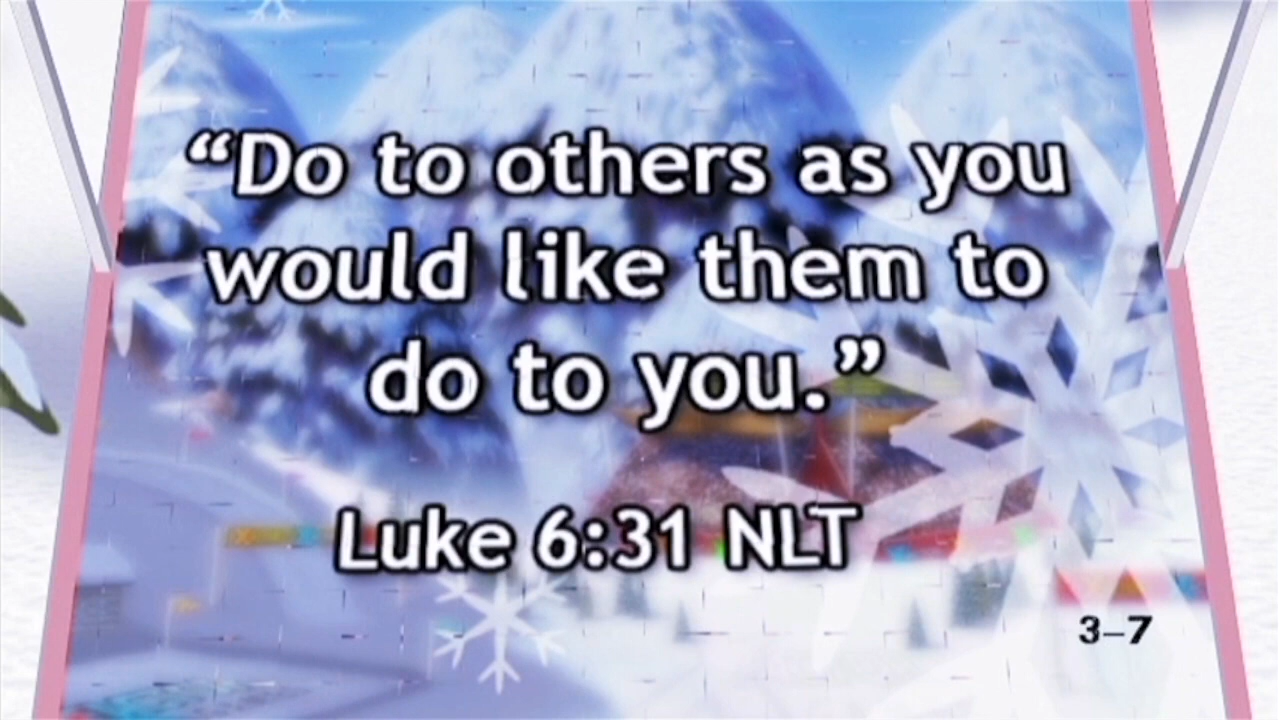 “Do to others as you
would like them to
do to you.”
Luke 6:31 NLT
3–7